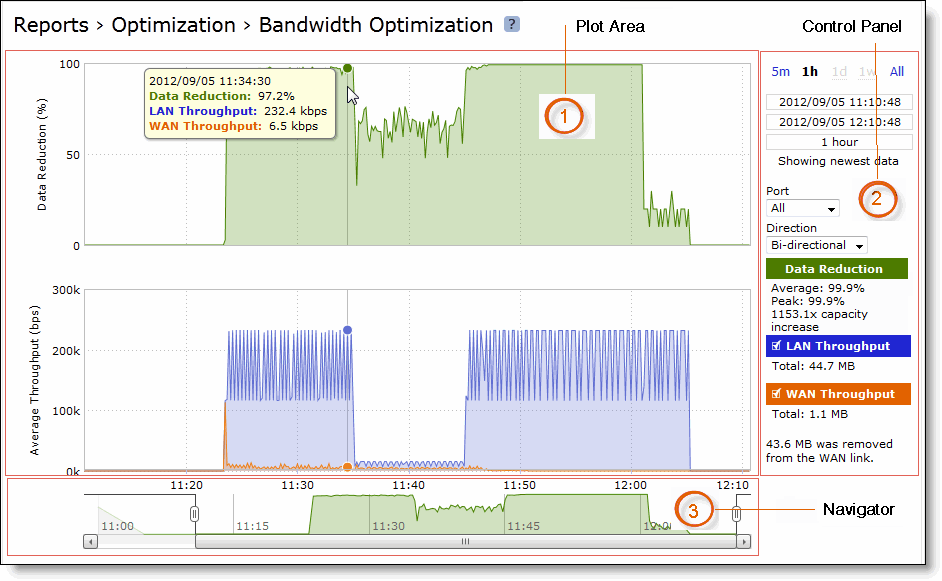 Reports › Optimization › Bandwidth Optimization ?
Plot Area
Control Panel
100
50
0
Data Reduction (%)
2012/09/05 11:34:30
Data Reduction: 97.2%
LAN Throughput: 232.4 kbps
WAN Throughput: 6.5 kbps
1
5m 1h 1d 1w All
2012/09/05 11:10:48
2012/09/05 12:10:48
1 hour
Showing newest data
Port
All
2
Direction
Bi-directional
Data Reduction
Average: 99.9%
Peak: 99.9%
1153.1x capacity
increase
LAN Throughput
Total: 44.7 MB
WAN Throughput
Total: 1.1 MB
43.6 MB was removed
from the WAN link.
300k
200k
100k
0k
Average Throughput (bps)
11:20 11:30 11:40 11:50 12:00 12:10
11:00 11:15 11:30 11:45
3
Navigator